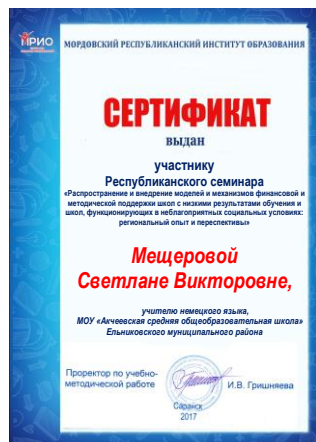 МРИО
МОРДОВСКИЙ РЕСПУБЛИКАНСКИЙ ИНСТИТУТ ОБРАЗОВАНИЯ
СЕРТИФИКАТ
выдан
участнику
Республиканского семинара
«Распространение и внедрение моделей и механизмов финансовой и
методической поддержки школ с низкими результатами обучения и
школ, функционирующих в неблагоприятных социальных условиях:
региональный опыт и перспективы»
Мещеровой
Светлане Викторовне,
учителю немецкого языка,
МОУ «Акчеевская средняя общеобразовательная школа»
Ельниковского муниципального района
Проректор по учебно-
методической работе
И.В. Гришняева
Саранск
2017